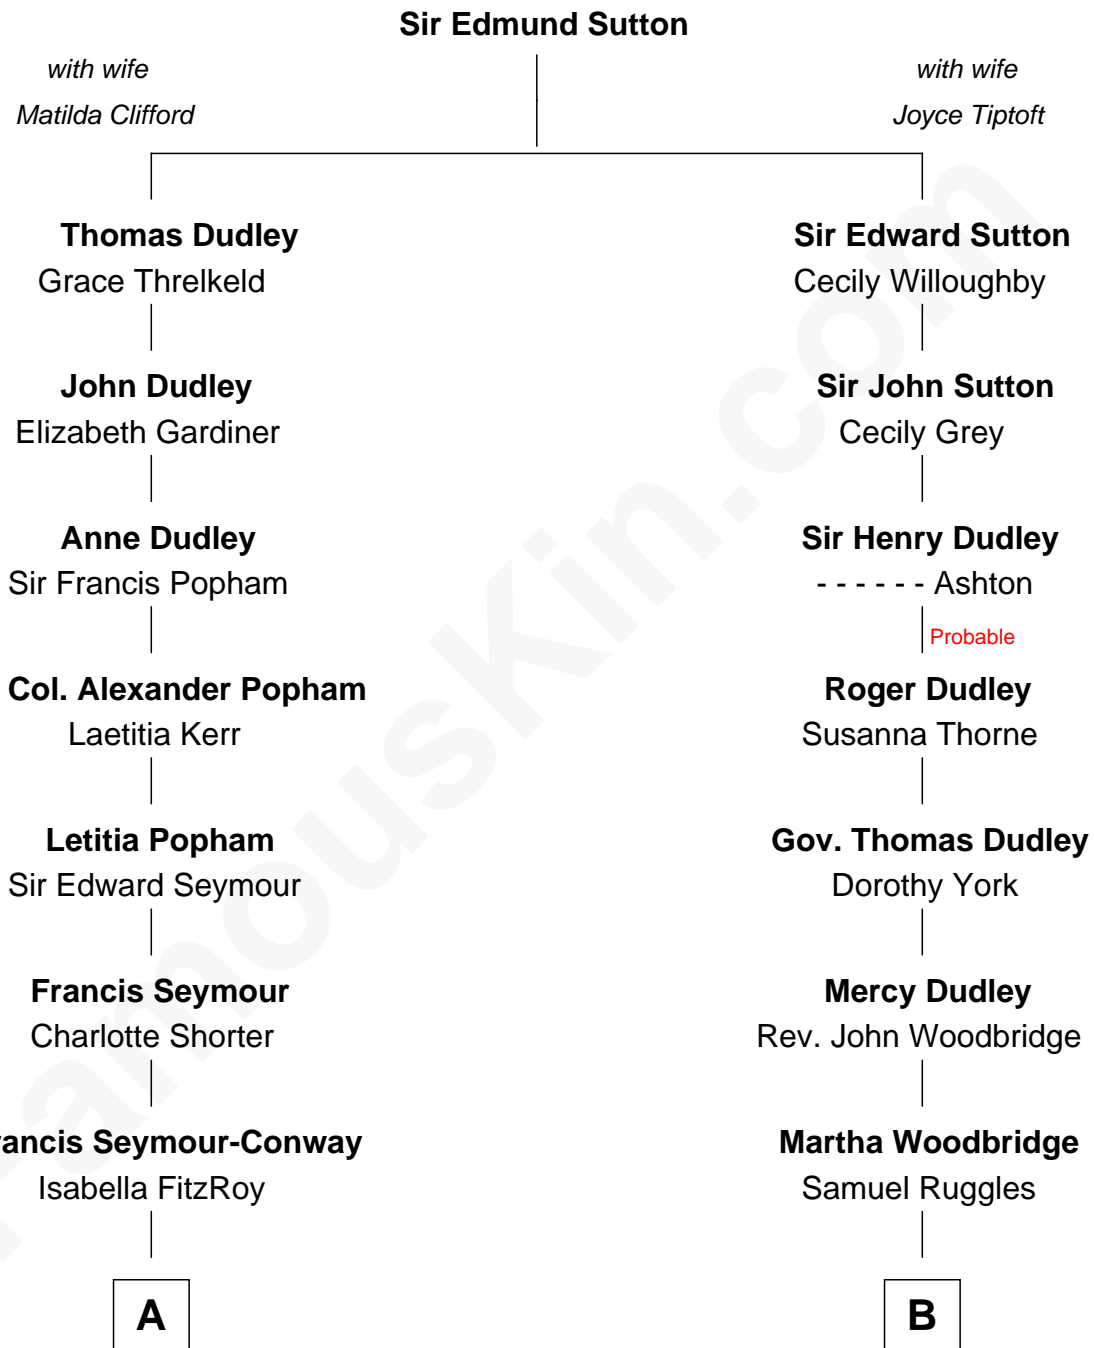 Sir Edmund Sutton
with wife
Matilda Clifford
with wife
Joyce Tiptoft
Thomas Dudley
Grace Threlkeld
Sir Edward Sutton
Cecily Willoughby
John Dudley
Elizabeth Gardiner
Sir John Sutton
Cecily Grey
Anne Dudley
Sir Francis Popham
Sir Henry Dudley
- - - - - - Ashton
Probable
Col. Alexander Popham
Laetitia Kerr
Roger Dudley
Susanna Thorne
Letitia Popham
Sir Edward Seymour
Gov. Thomas Dudley
Dorothy York
Francis Seymour
Charlotte Shorter
Mercy Dudley
Rev. John Woodbridge
rancis Seymour-Conway
Isabella FitzRoy
Martha Woodbridge
Samuel Ruggles
A
B
FamousKin.com